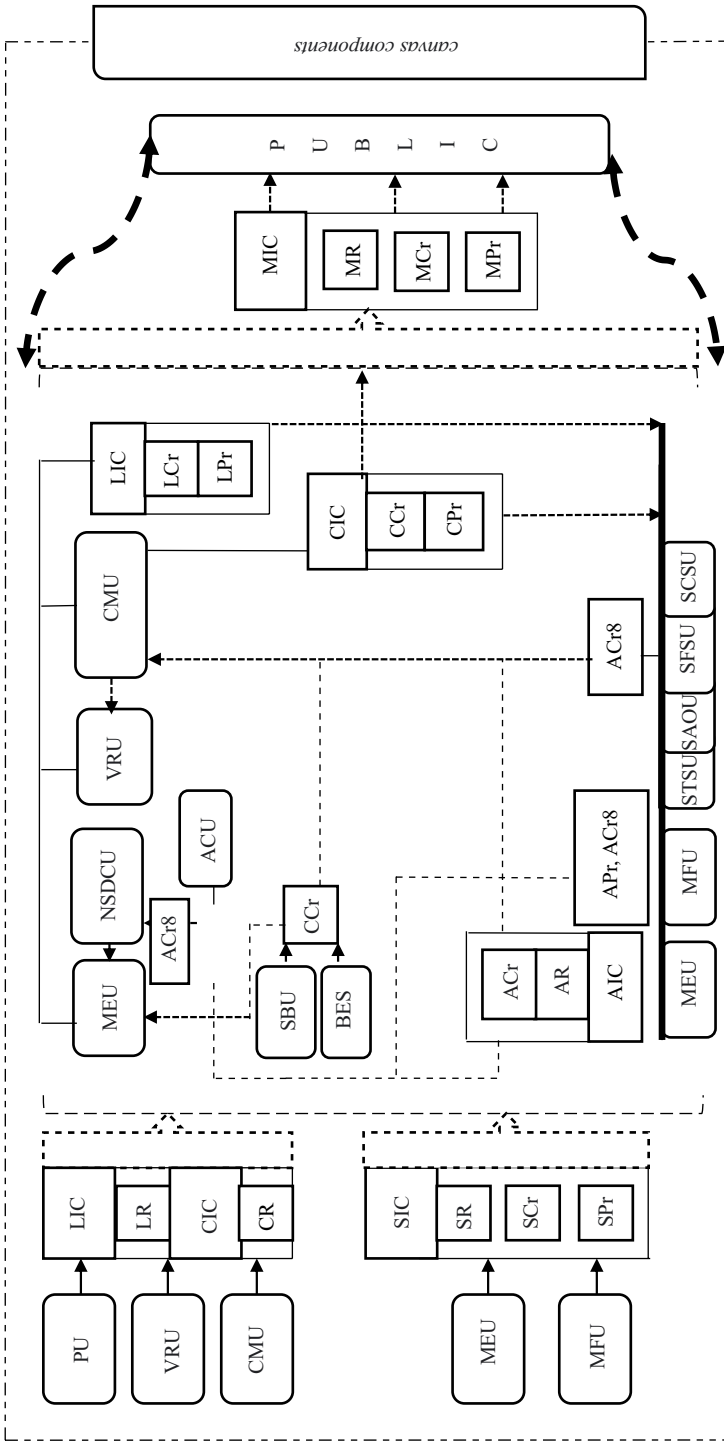 canvas components
P U B L I C
MIC
MR
MCr
MPr
LIC
LCr
LPr
CIC
CCr
CPr
CMU
VRU
NSDCU
MEU
ACr8
ACU
SBU
BES
CCr
ACr8
APr, ACr8
ACr
AR
AIC
MEU
MFU
STSU
SAOU
SFSU
SCSU
LIC
LR
CIC
CR
SIC
SR
SCr
SPr
PU
VRU
CMU
MEU
MFU